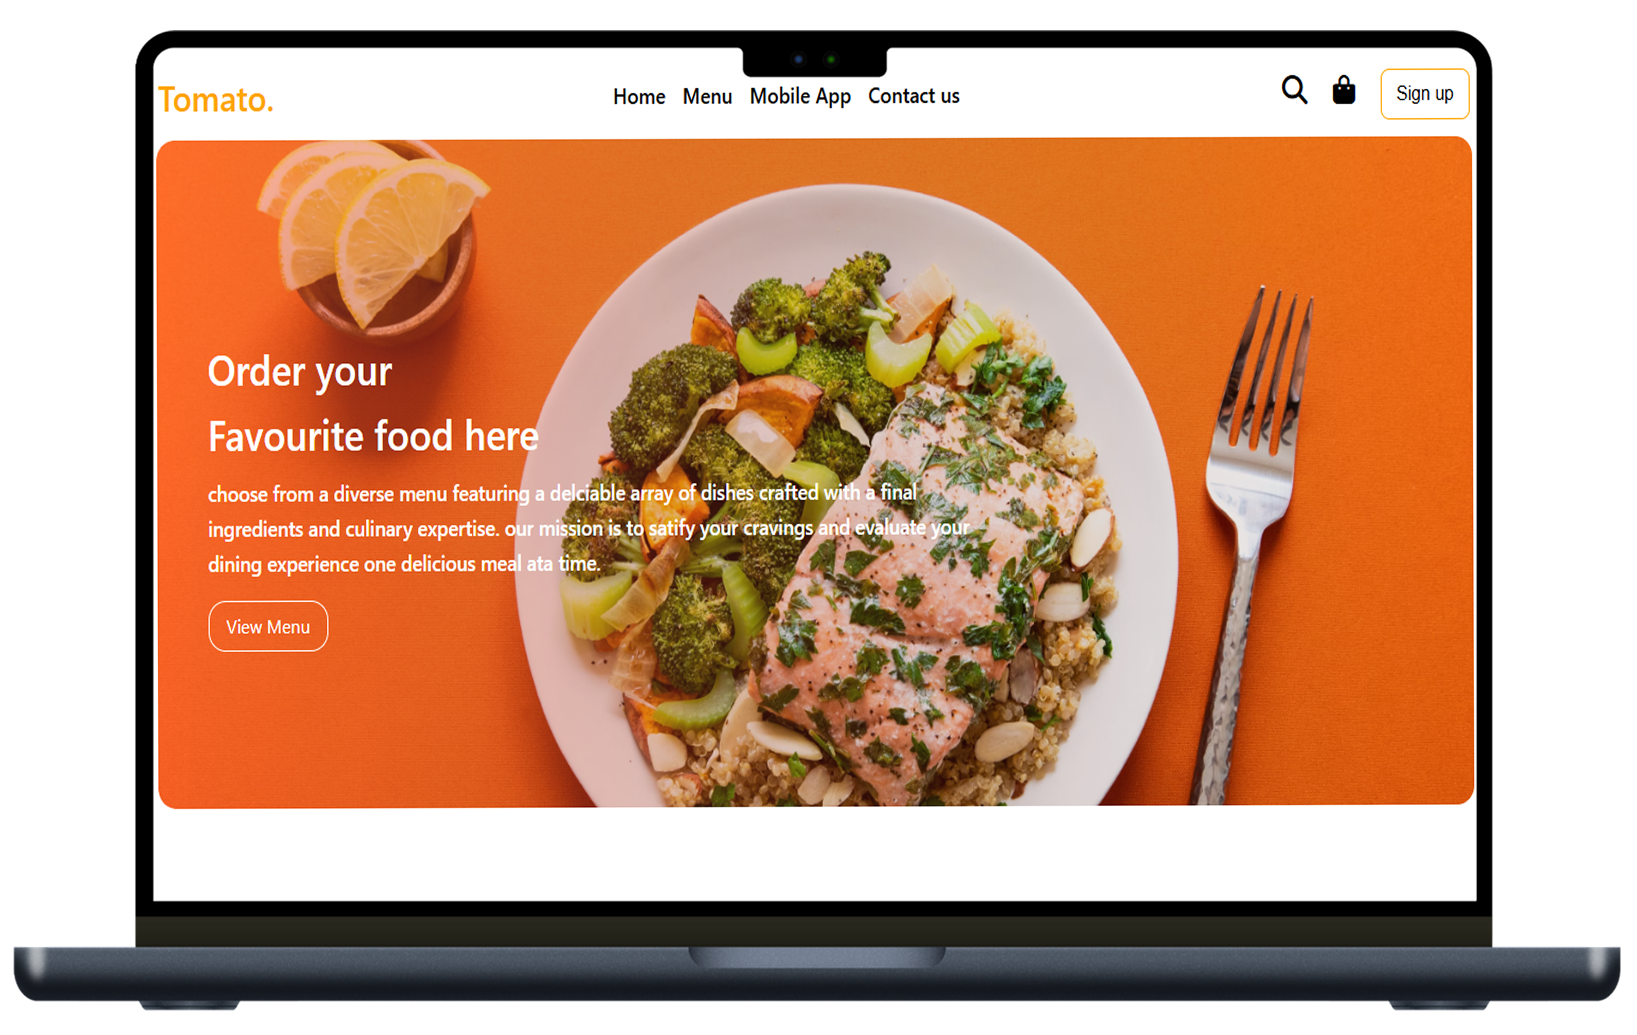 Tomato.
Home Menu Mobile App Contact us
Sign up
Order your
Favourite food here
choose from a diverse menu featuring a delciable array of dishes crafted with a final
ingredients and culinary expertise. our mission is to satify your cravings and evaluate your
dining experience one delicious meal ata time.
View Menu